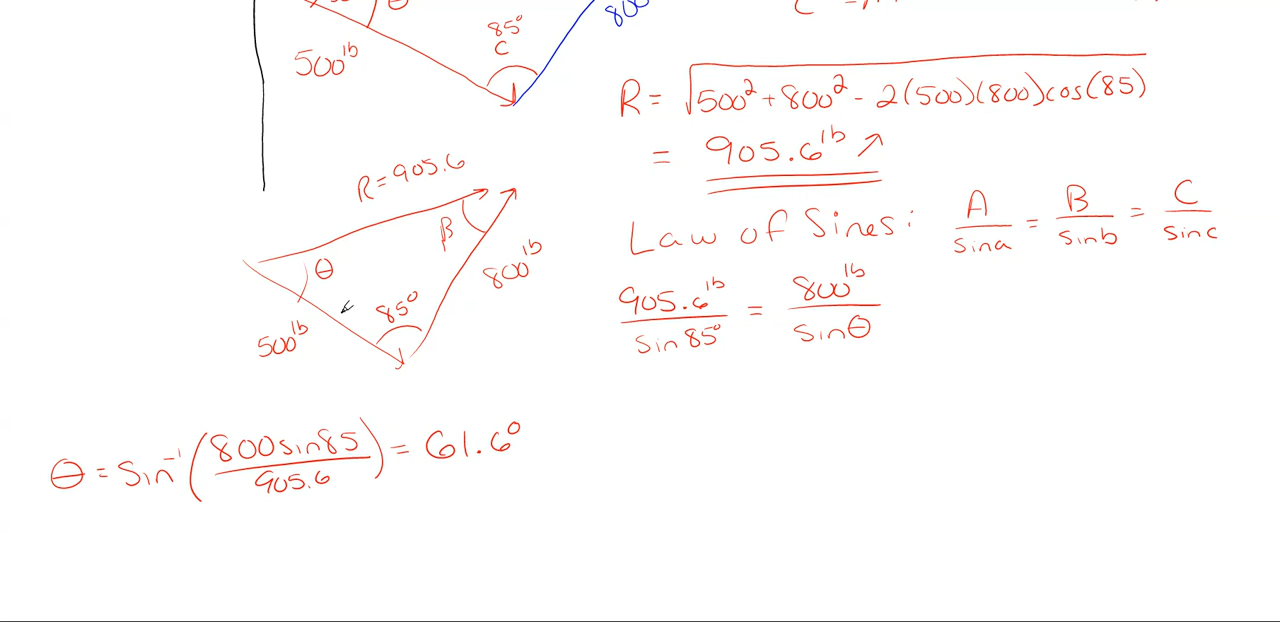 800
85°
C
500 lb
θ
R = √500² + 800² - 2(500)(800)cos(85)
= 905.6 lb ↗
R = 905.6
Law of Sines: A/sin a = B/sin b = C/sin c
β
θ
800 lb
85°
500 lb
905.6 lb/sin 85° = 800 lb/sin θ
θ = sin⁻¹(800 sin 85/905.6) = 61.6°